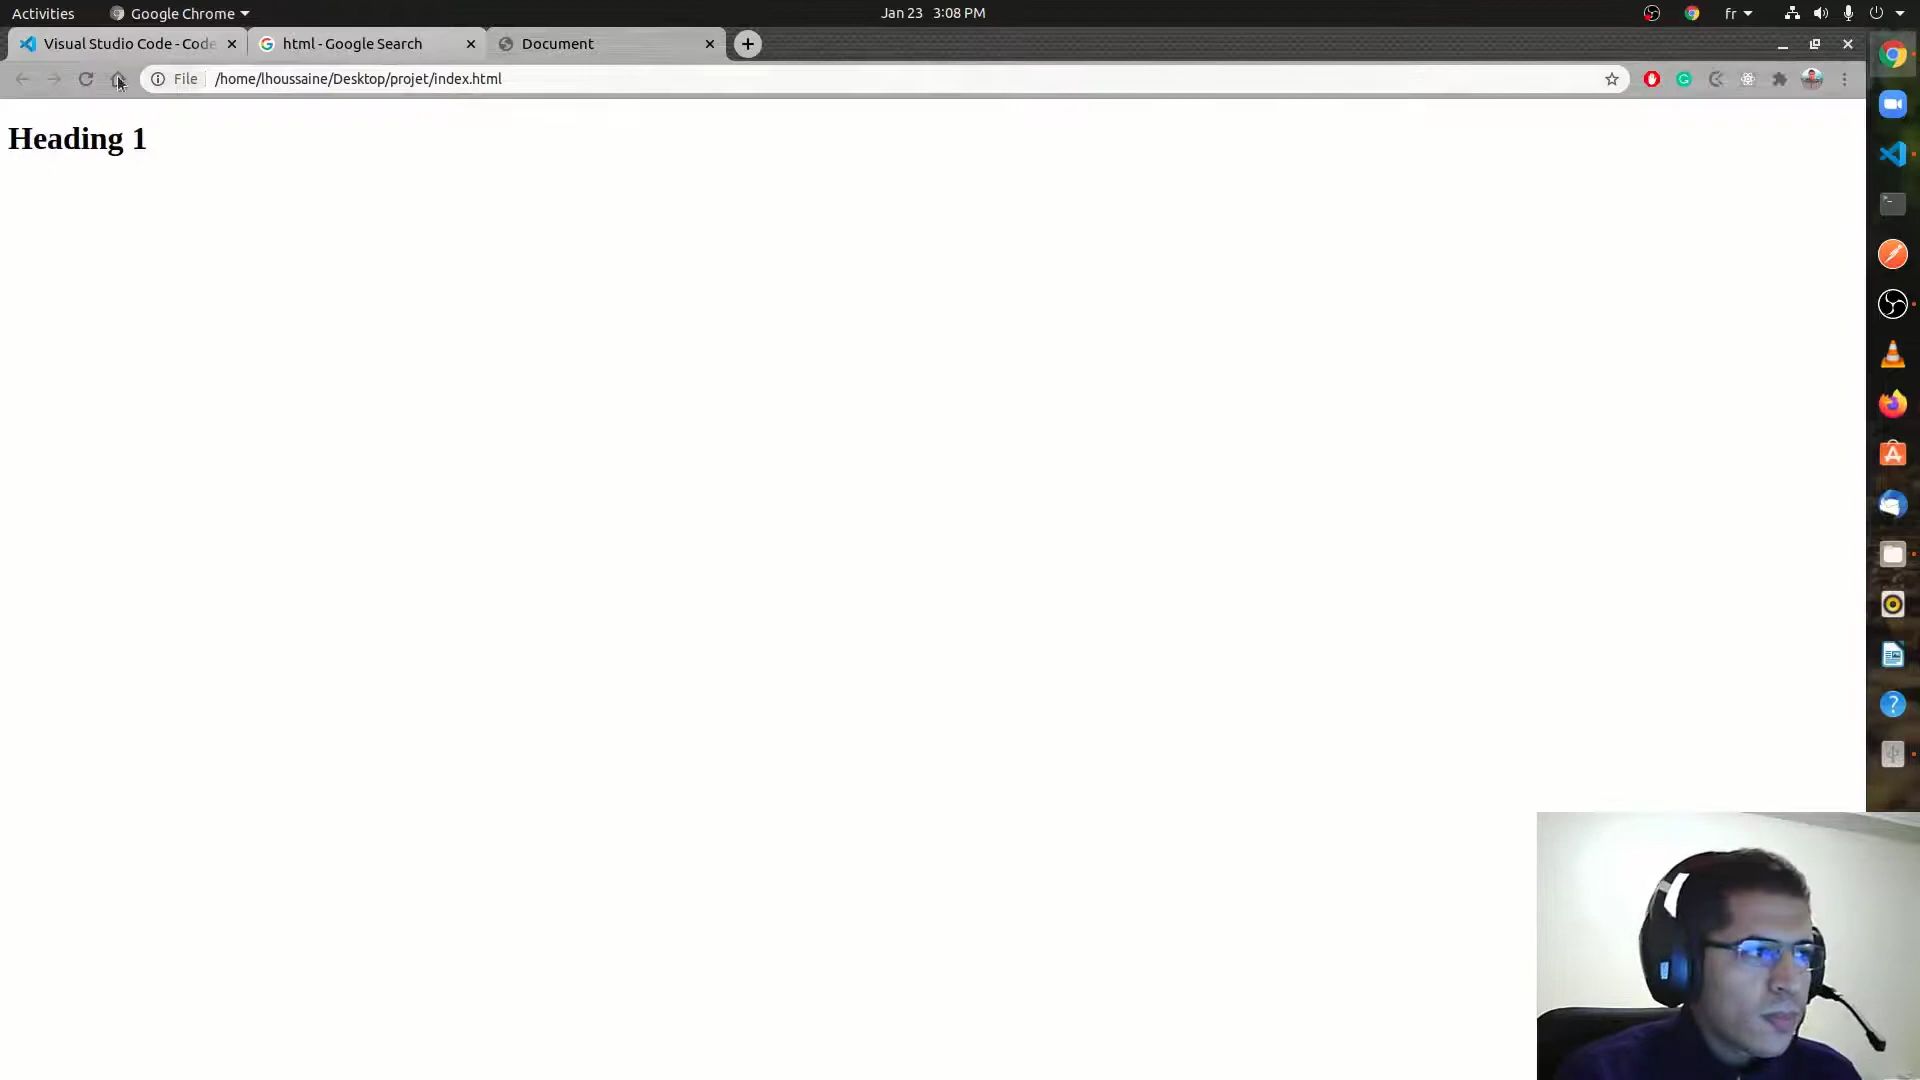 Activities Google Chrome Jan 23 3:08 PM fr
Visual Studio Code - Code html - Google Search Document
File /home/lhoussaine/Desktop/projet/index.html
Heading 1